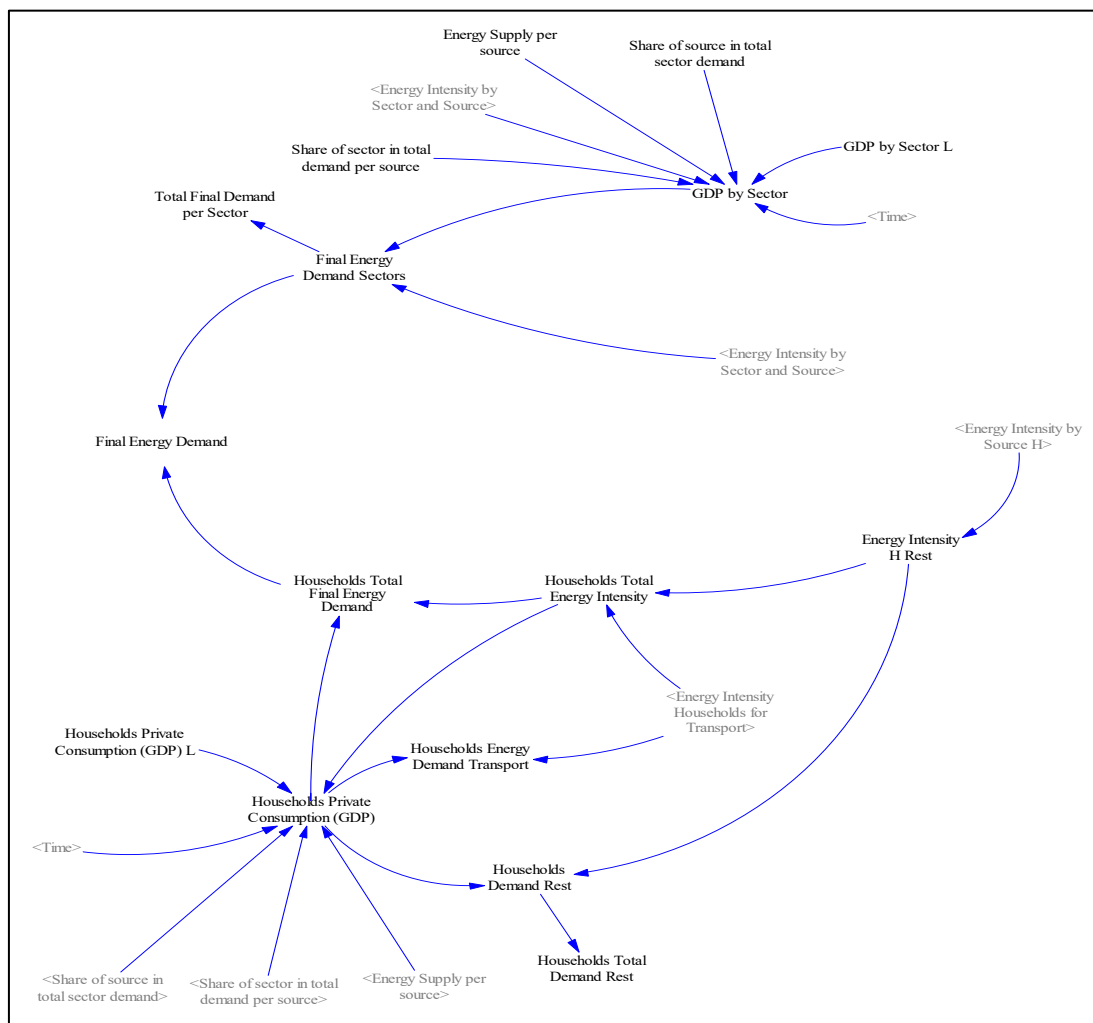 Energy Supply per
source
Share of source in total
sector demand
<Energy Intensity by
Sector and Source>
Share of sector in total
demand per source
GDP by Sector L
GDP by Sector
<Time>
Total Final Demand
per Sector
Final Energy
Demand Sectors
<Energy Intensity by
Sector and Source>
Final Energy Demand
<Energy Intensity by
Source H>
Energy Intensity
H Rest
Households Total
Final Energy
Demand
Households Total
Energy Intensity
<Energy Intensity
Households for
Transport>
Households Private
Consumption (GDP) L
Households Energy
Demand Transport
Households Private
Consumption (GDP)
<Time>
Households
Demand Rest
Households Total
Demand Rest
<Share of source in
total sector demand>
<Share of sector in total
demand per source>
<Energy Supply per
source>